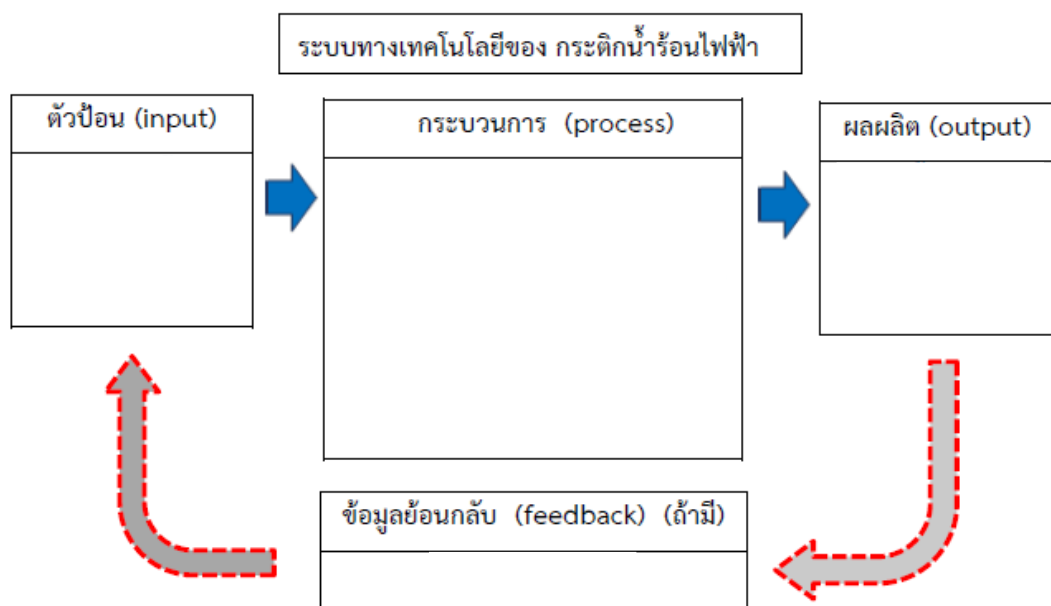 ระบบทางเทคโนโลยีของ กระติกน้ำร้อนไฟฟ้า
ตัวป้อน (input)
กระบวนการ (process)
ผลผลิต (output)
ข้อมูลย้อนกลับ (feedback) (ถ้ามี)